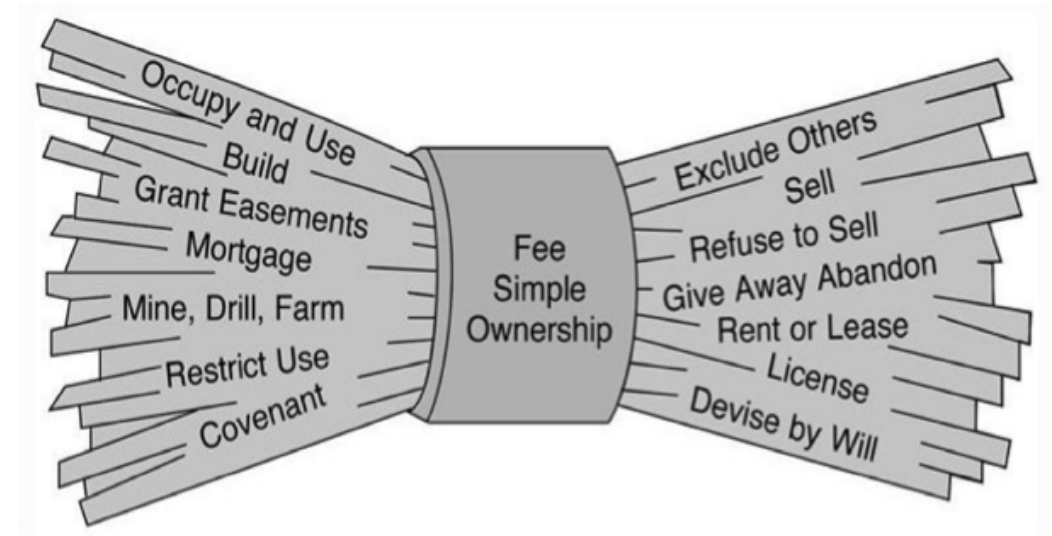 Occupy and Use
Build
Grant Easements
Mortgage
Mine, Drill, Farm
Restrict Use
Covenant
Fee
Simple
Ownership
Exclude Others
Sell
Refuse to Sell
Give Away Abandon
Rent or Lease
License
Devise by Will